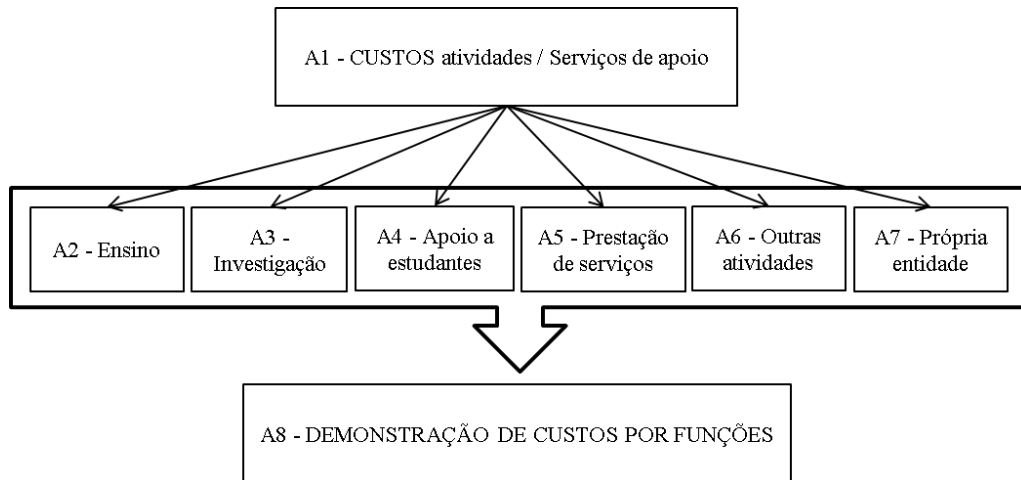 A1 - CUSTOS atividades / Serviços de apoio
A2 - Ensino
A3 -
Investigação
A4 - Apoio a
estudantes
A5 - Prestação
de serviços
A6 - Outras
atividades
A7 - Própria
entidade
A8 - DEMONSTRAÇÃO DE CUSTOS POR FUNÇÕES